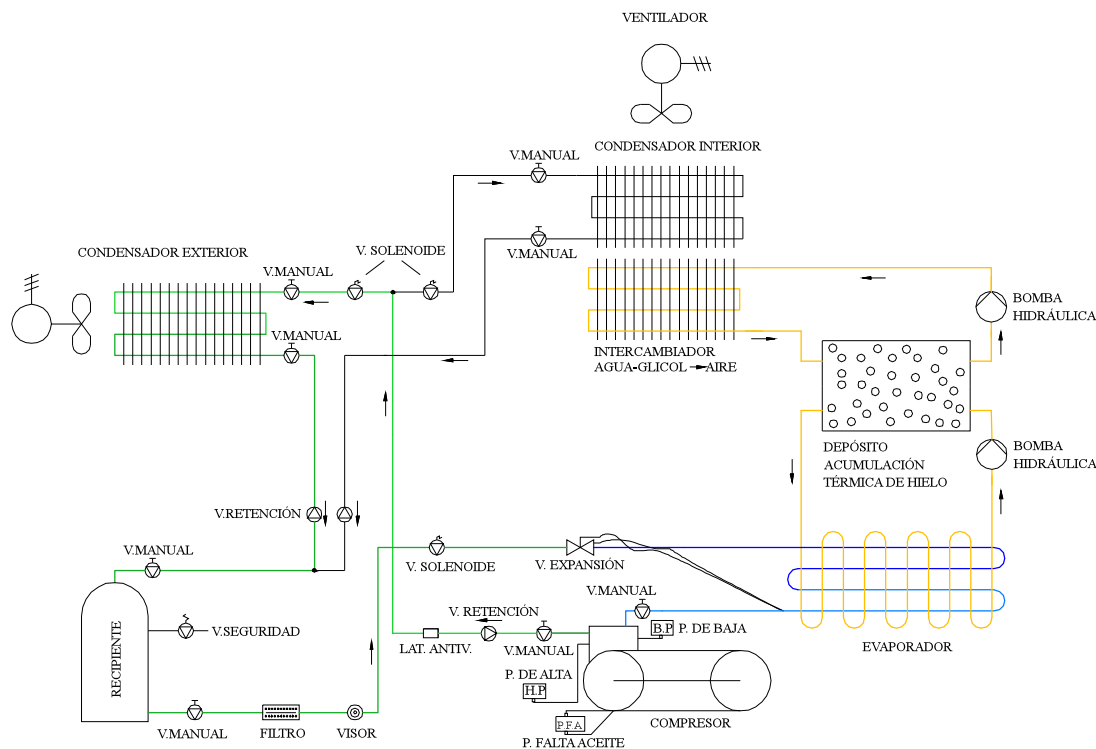 VENTILADOR
CONDENSADOR INTERIOR
V.MANUAL
V.MANUAL
CONDENSADOR EXTERIOR
V. SOLENOIDE
V.MANUAL
V.MANUAL
INTERCAMBIADOR
AGUA-GLICOL AIRE
BOMBA
HIDRÁULICA
DEPÓSITO
ACUMULACIÓN
TÉRMICA DE HIELO
BOMBA
HIDRÁULICA
V.RETENCIÓN
V.MANUAL
V. SOLENOIDE
V. EXPANSIÓN
V.MANUAL
V. RETENCIÓN
V.SEGURIDAD
B.P
P. DE BAJA
EVAPORADOR
LAT. ANTIV.
V.MANUAL
RECIPIENTE
P. DE ALTA
H.P
V.MANUAL
FILTRO
VISOR
P.F.A
COMPRESOR
P. FALTA ACEITE